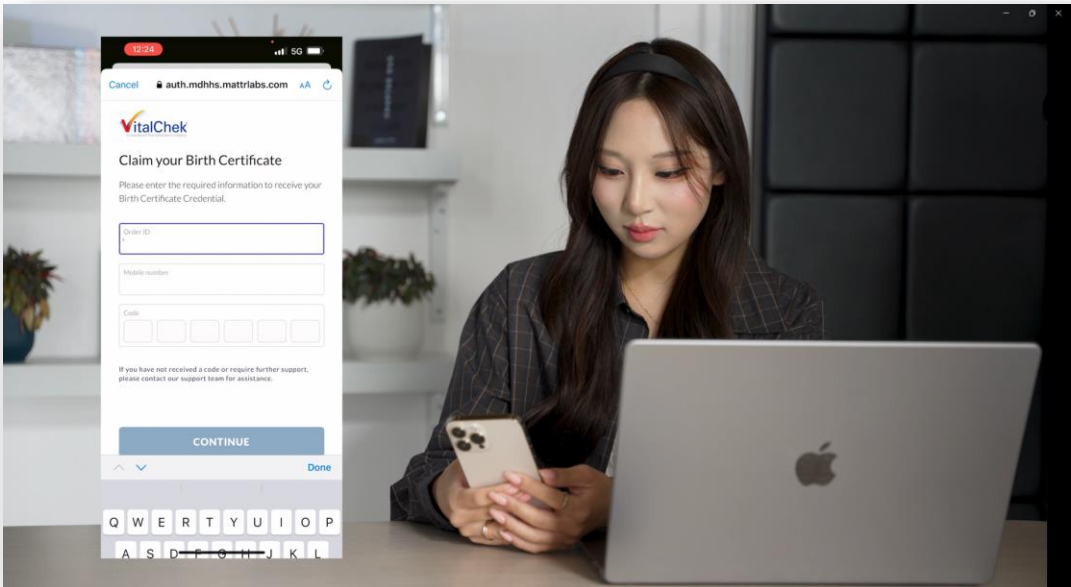 12:24
5G
Cancel
auth.mdhhs.mattrlabs.com
AA
VitalChek
Claim your Birth Certificate
Please enter the required information to receive your
Birth Certificate Credential.
Order ID
Mobile number
Code
If you have not received a code or require further support,
please contact our support team for assistance.
CONTINUE
Done
Q W E R T Y U I O P
A S D F G H J K L